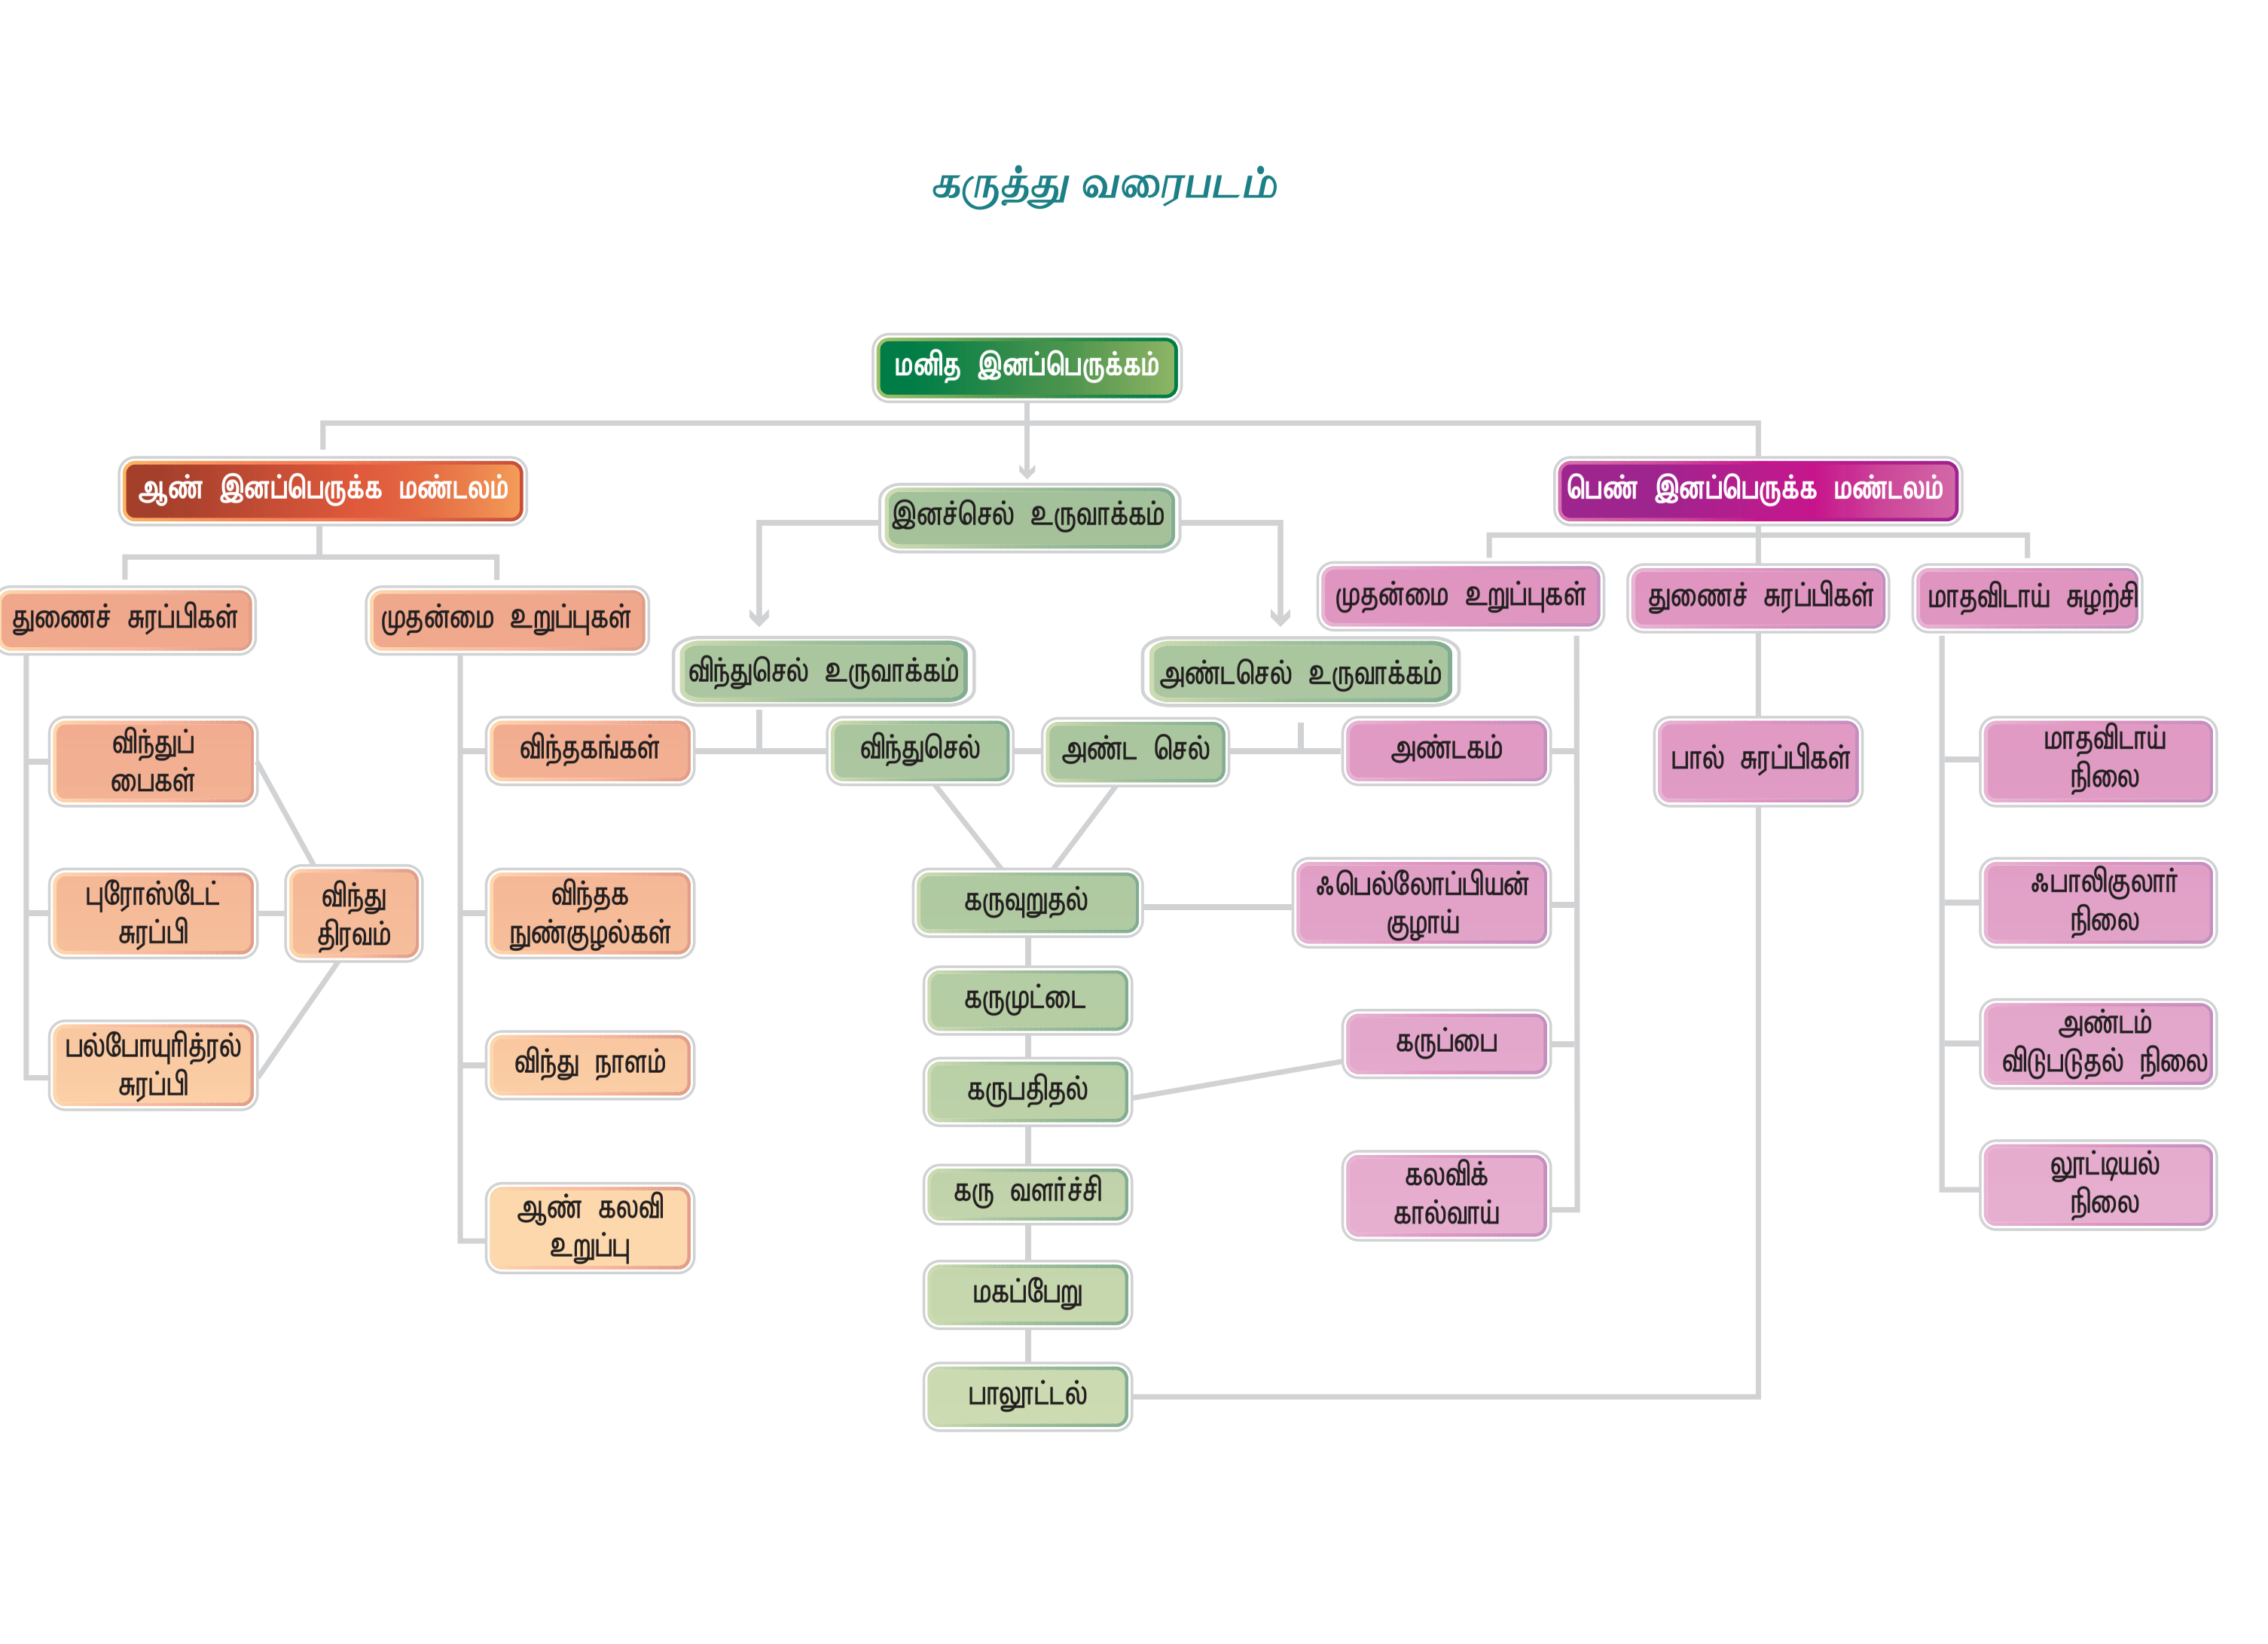 கருத்து வரைபடம்
மனித இனப்பெருக்கம்
ஆண் இனப்பெருக்க மண்டலம்
இனச்செல் உருவாக்கம்
பெண் இனப்பெருக்க மண்டலம்
துணைச் சுரப்பிகள்
முதன்மை உறுப்புகள்
விந்துசெல் உருவாக்கம்
அண்டசெல் உருவாக்கம்
முதன்மை உறுப்புகள்
துணைச் சுரப்பிகள்
மாதவிடாய் சுழற்சி
விந்துப்
பைகள்
விந்தகங்கள்
விந்துசெல்
அண்ட செல்
அண்டகம்
பால் சுரப்பிகள்
மாதவிடாய்
நிலை
புரோஸ்டேட்
சுரப்பி
விந்து
திரவம்
விந்தக
நுண்குழல்கள்
கருவுறுதல்
ஃபெல்லோப்பியன்
குழாய்
ஃபாலிகுலார்
நிலை
கருமுட்டை
பல்போயுரித்ரல்
சுரப்பி
விந்து நாளம்
கருபதிதல்
கருப்பை
அண்டம்
விடுபடுதல் நிலை
ஆண் கலவி
உறுப்பு
கரு வளர்ச்சி
கலவிக்
கால்வாய்
லூட்டியல்
நிலை
மகப்பேறு
பாலூட்டல்